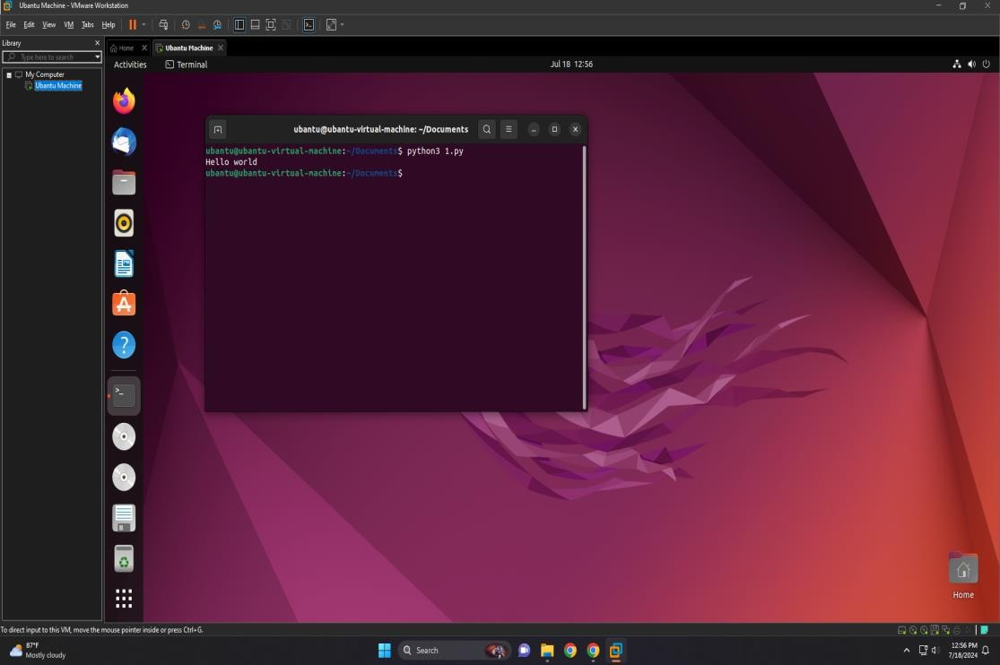 Ubantu Machine - VMware Workstation
File Edit View VM Tabs Help
Library
Type here to search
My Computer
Ubantu Machine
Home
Ubantu Machine
Activities Terminal Jul 18 12:56
ubantu@ubantu-virtual-machine: ~/Documents
ubantu@ubantu-virtual-machine:~/Documents$ python3 1.py
Hello world
ubantu@ubantu-virtual-machine:~/Documents$
Home
To direct input to this VM, move the mouse pointer inside or press Ctrl+G.
87°F
Mostly cloudy
Search
12:56 PM
7/18/2024